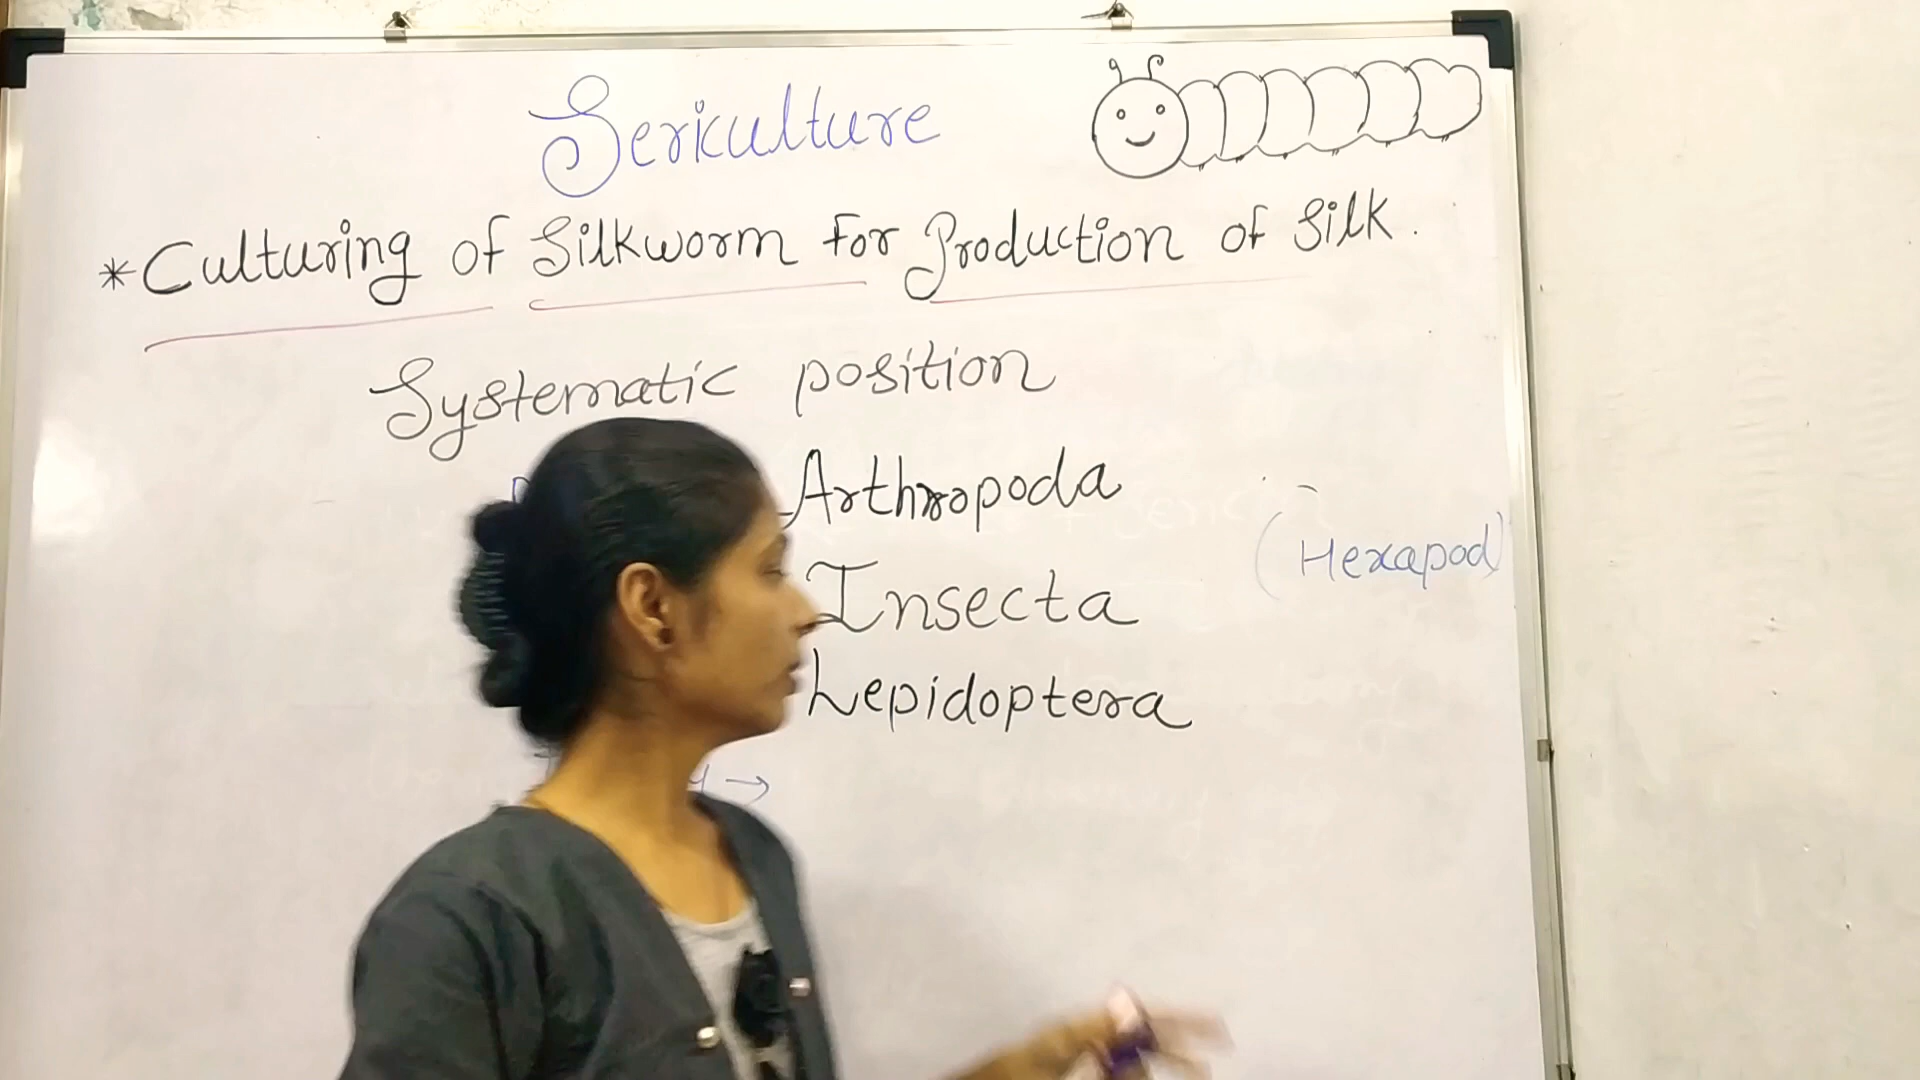 Sericulture
*Culturing of Silkworm For Production of Silk.
Systematic position
Arthropoda
(Hexapod)
Insecta
Lepidoptera
→